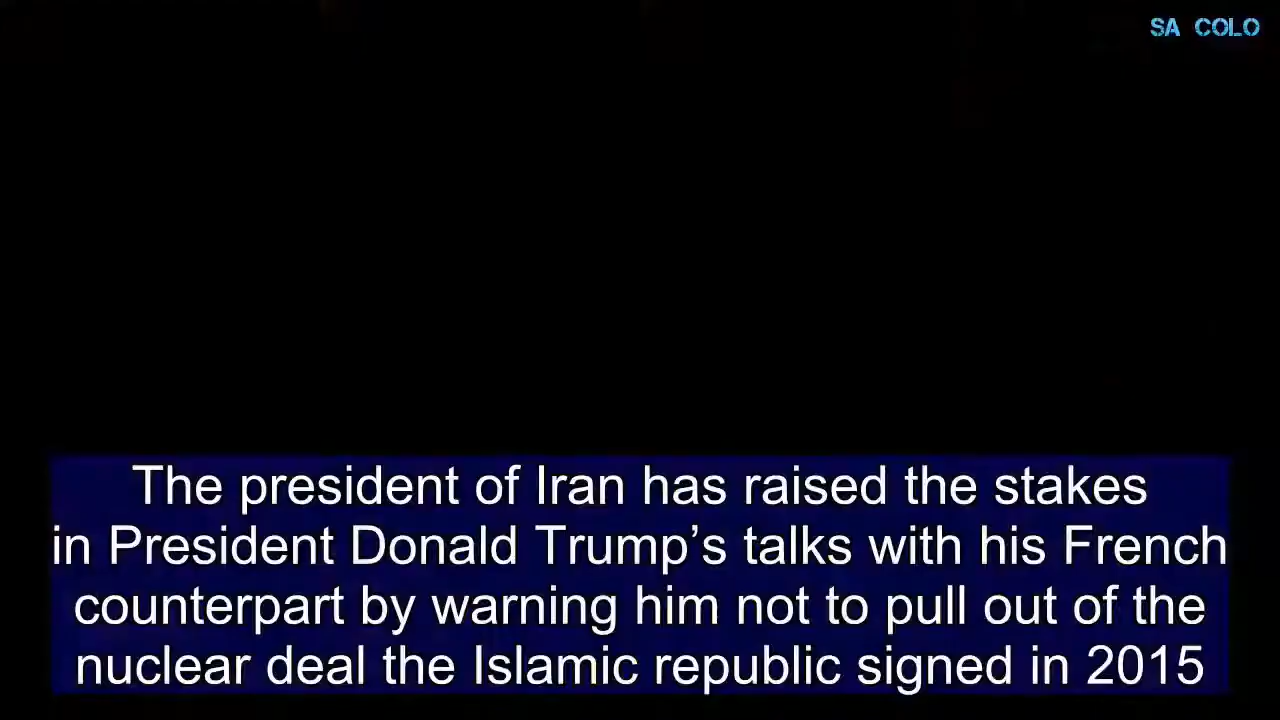 SA COLO
The president of Iran has raised the stakes
in President Donald Trump’s talks with his French
counterpart by warning him not to pull out of the
nuclear deal the Islamic republic signed in 2015